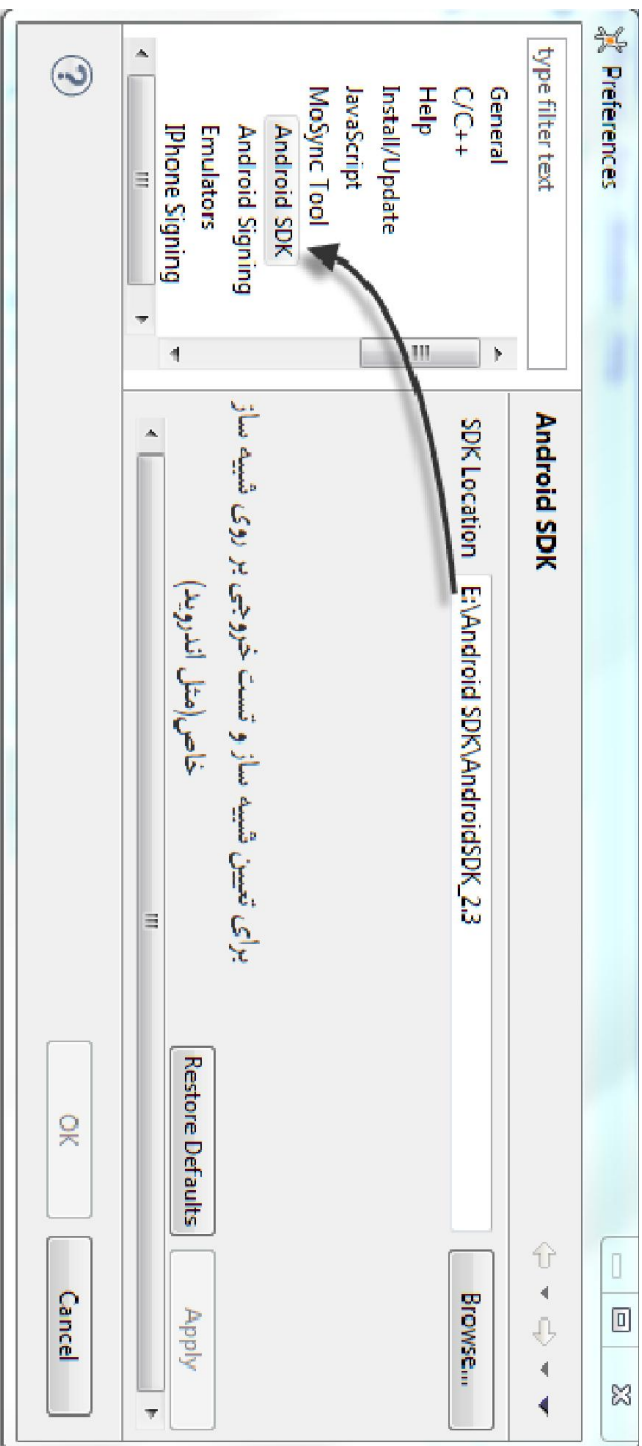 Preferences
type filter text
General
C/C++
Help
Install/Update
JavaScript
MoSync Tool
Android SDK
Android Signing
Emulators
IPhone Signing
Android SDK
SDK Location E:\Android SDK\AndroidSDK_2.3 Browse...
برای تعیین شبیه ساز و تست خروجی بر روی شبیه ساز
خاص(مثل اندروید)
Restore Defaults Apply
OK Cancel